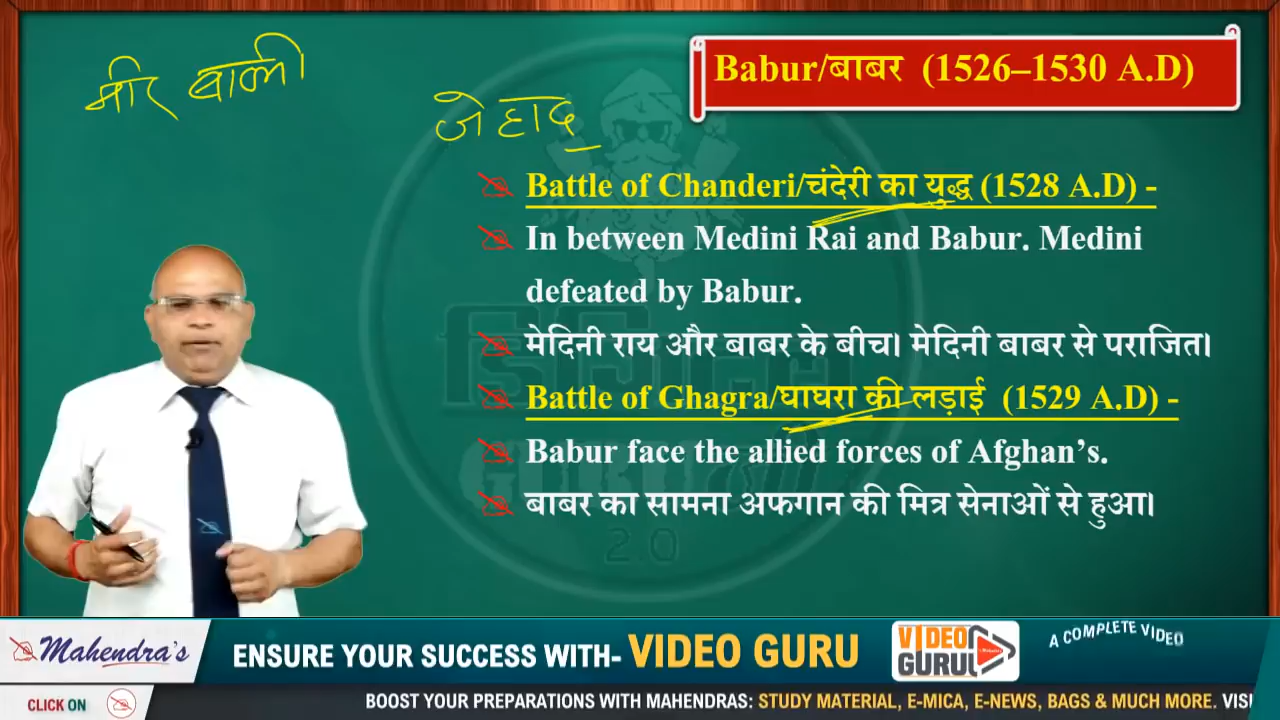 Babur/बाबर (1526–1530 A.D)
मीर बाकी
जेहाद
Battle of Chanderi/चंदेरी का युद्ध (1528 A.D) -
In between Medini Rai and Babur. Medini
defeated by Babur.
मेदिनी राय और बाबर के बीच। मेदिनी बाबर से पराजित।
Battle of Ghagra/घाघरा की लड़ाई (1529 A.D) -
Babur face the allied forces of Afghan’s.
बाबर का सामना अफगान की मित्र सेनाओं से हुआ।
2.0
Mahendra's
ENSURE YOUR SUCCESS WITH- VIDEO GURU
VIDEO
GURU
A COMPLETE VIDEO
CLICK ON
BOOST YOUR PREPARATIONS WITH MAHENDRAS: STUDY MATERIAL, E-MICA, E-NEWS, BAGS & MUCH MORE. VISI